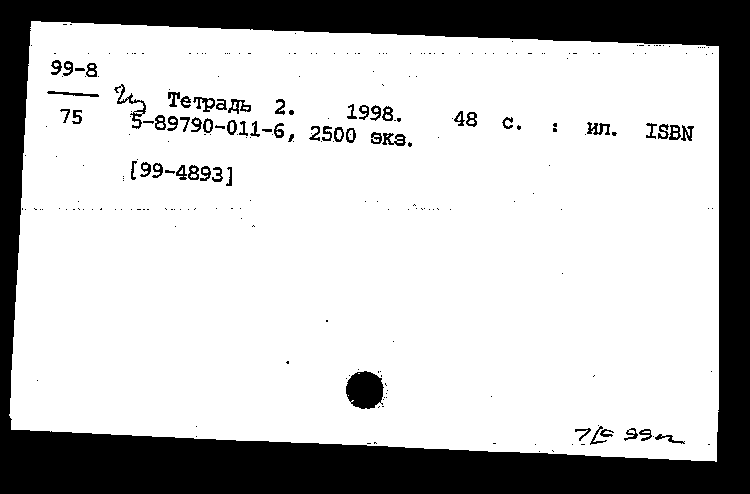 99-8
75
Тетрадь 2. 1998. 48 с. : ил. ISBN
5-89790-011-6, 2500 экз.
[99-4893]